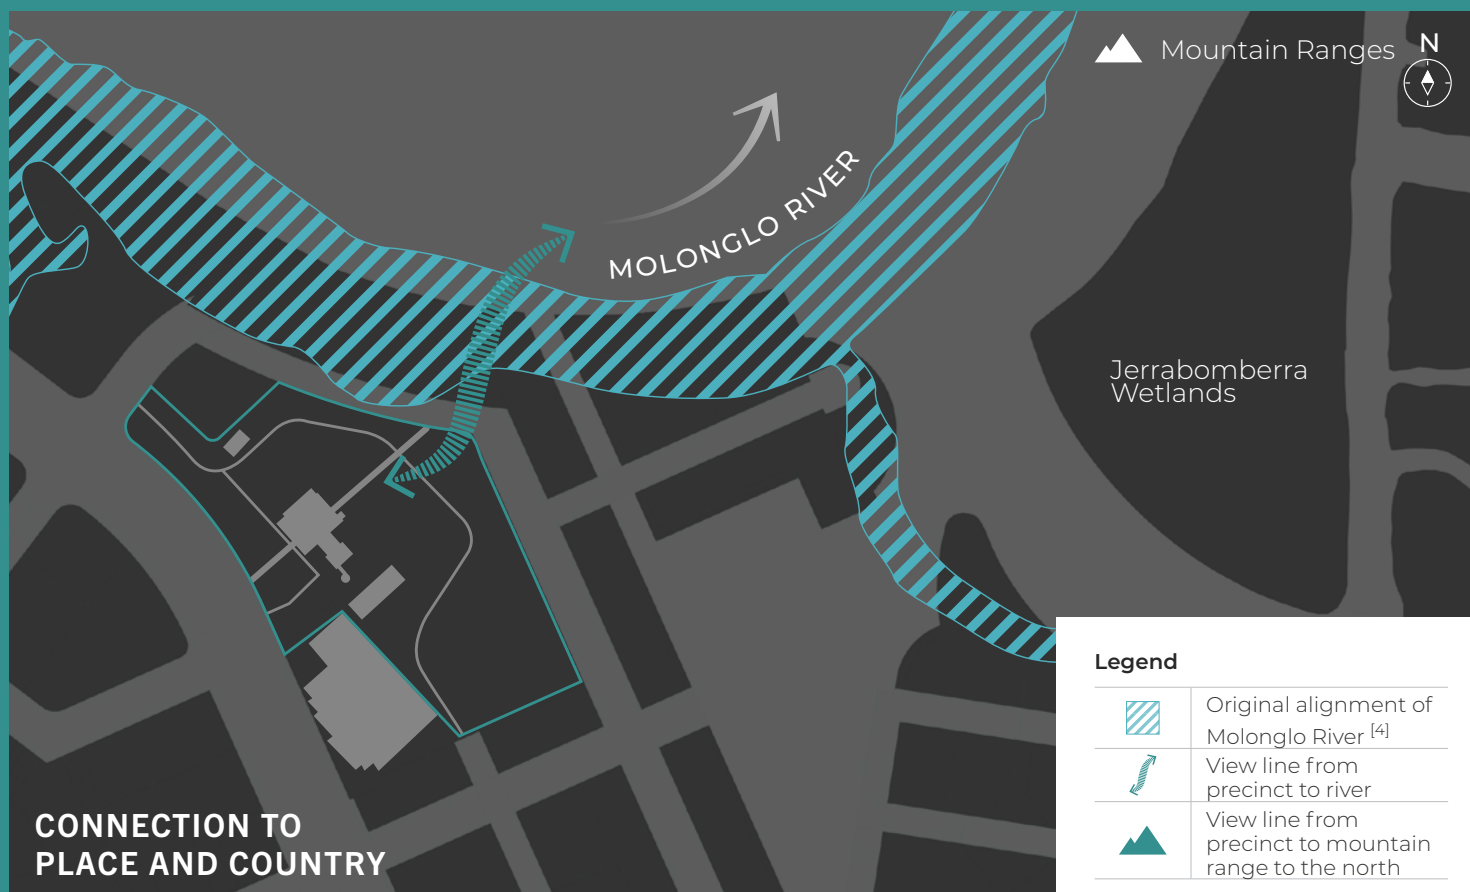 Mountain Ranges
N
MOLONGLO RIVER
Jerrabomberra
Wetlands
Legend
Original alignment of
Molonglo River [4]
View line from
precinct to river
View line from
precinct to mountain
range to the north
CONNECTION TO
PLACE AND COUNTRY